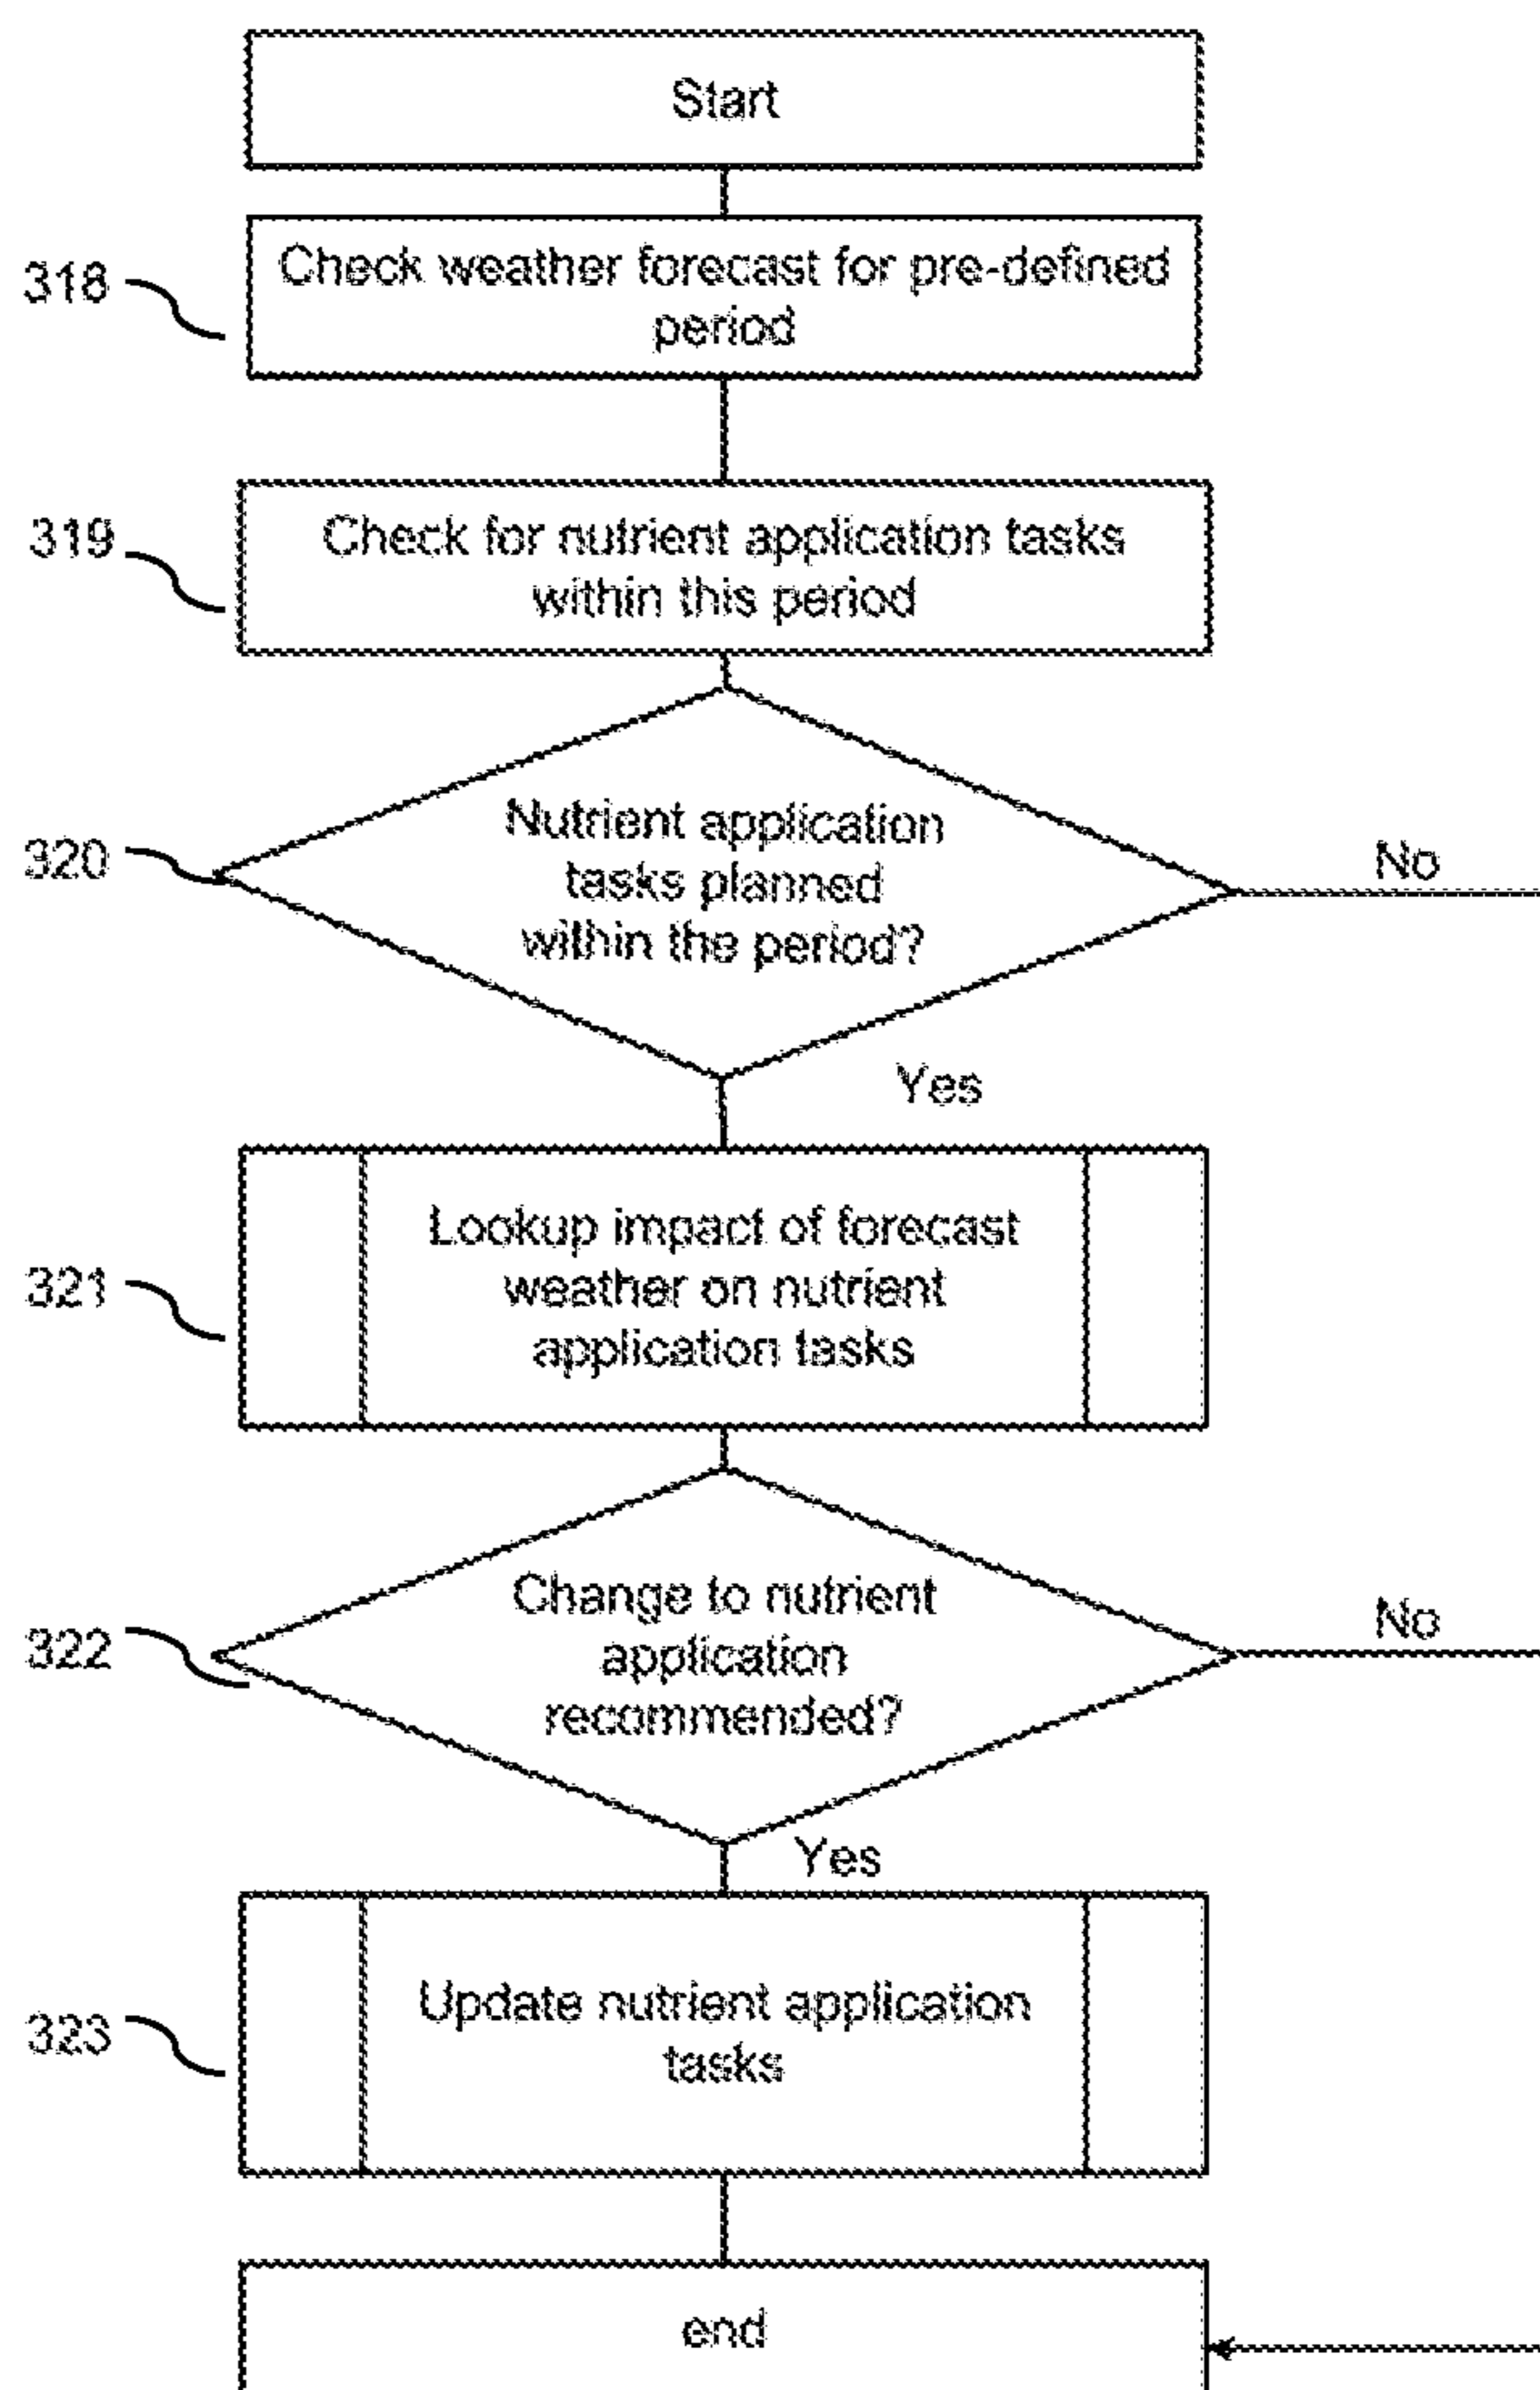 Start
318
Check weather forecast for pre-defined
period
319
Check for nutrient application tasks
within this period
320
Nutrient application
tasks planned
within the period?
No
Yes
321
Lookup impact of forecast
weather on nutrient
application tasks
322
Change to nutrient
application
recommended?
No
Yes
323
Update nutrient application
tasks
end